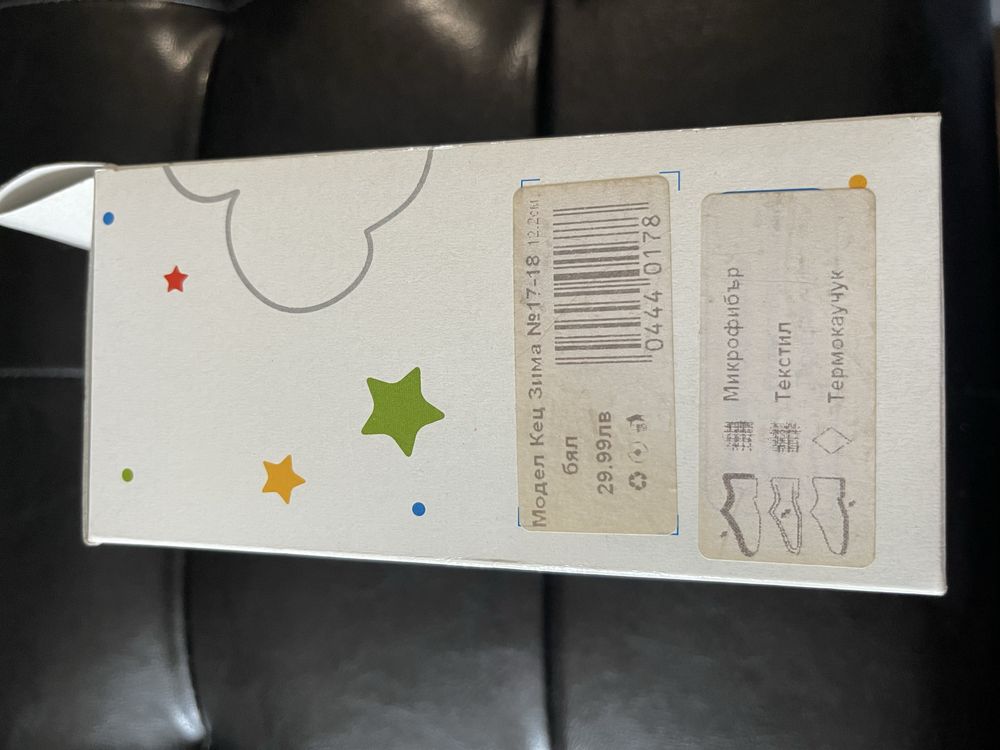 Модел Кец Зима №17-18 12.2см.
бял
29.99лв
0444 0178
Микрофибър
Текстил
Термокаучук